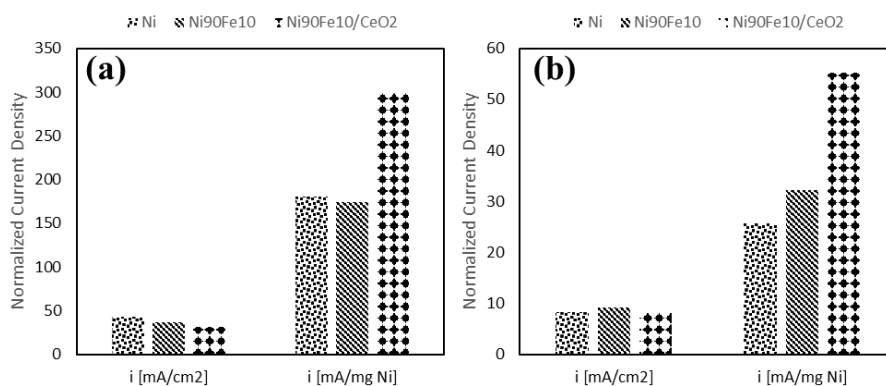 Ni Ni90Fe10 Ni90Fe10/CeO2
(a)
Normalized Current Density
350
300
250
200
150
100
50
0
i [mA/cm2] i [mA/mg Ni]
Ni Ni90Fe10 Ni90Fe10/CeO2
(b)
Normalized Current Density
60
50
40
30
20
10
0
i [mA/cm2] i [mA/mg Ni]